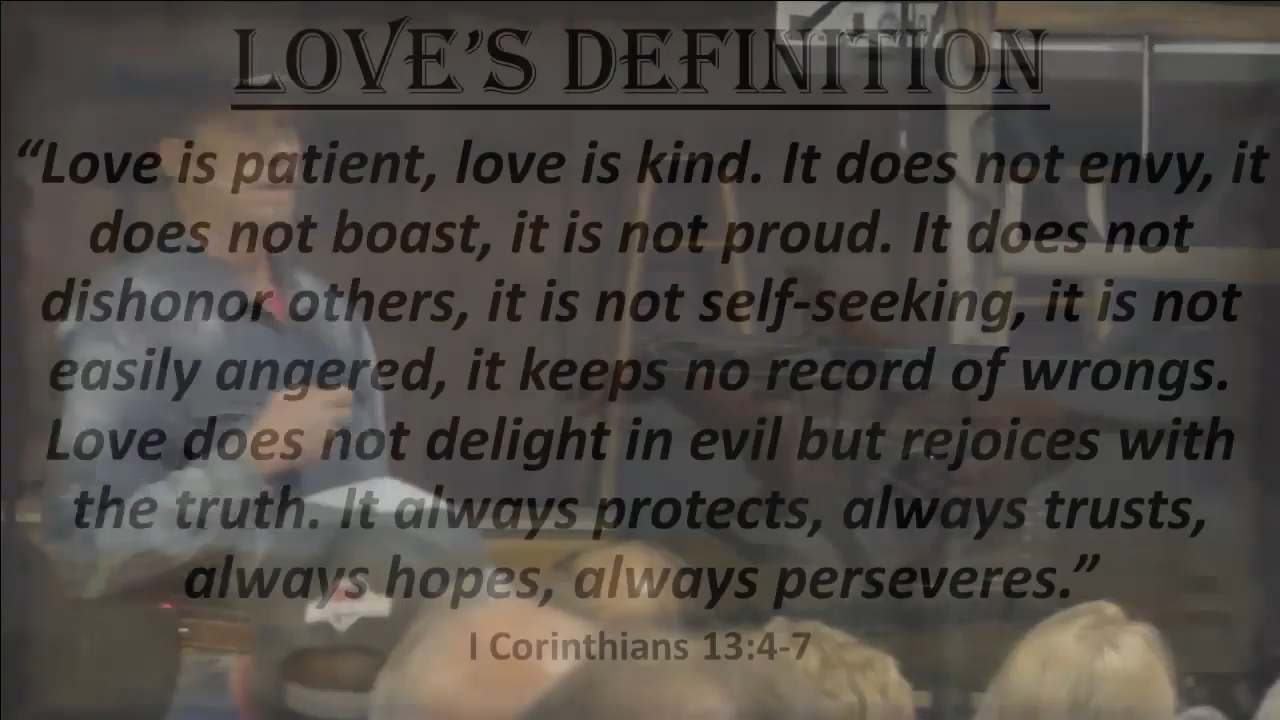 LOVE'S DEFINITION
“Love is patient, love is kind. It does not envy, it
does not boast, it is not proud. It does not
dishonor others, it is not self-seeking, it is not
easily angered, it keeps no record of wrongs.
Love does not delight in evil but rejoices with
the truth. It always protects, always trusts,
always hopes, always perseveres.”
I Corinthians 13:4-7